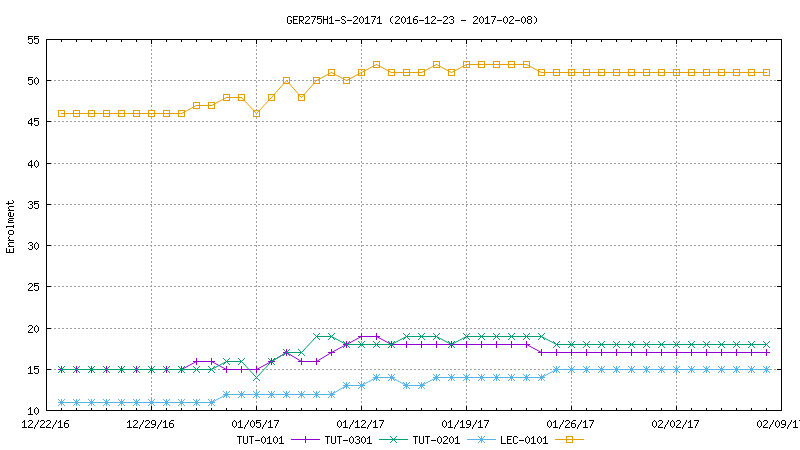 GER275H1-S-20171 (2016-12-23 - 2017-02-08)
55
50
45
40
35
30
25
20
15
10
Enrolment
12/22/16 12/29/16 01/05/17 01/12/17 01/19/17 01/26/17 02/02/17 02/09/1
TUT-0101 TUT-0301 TUT-0201 LEC-0101